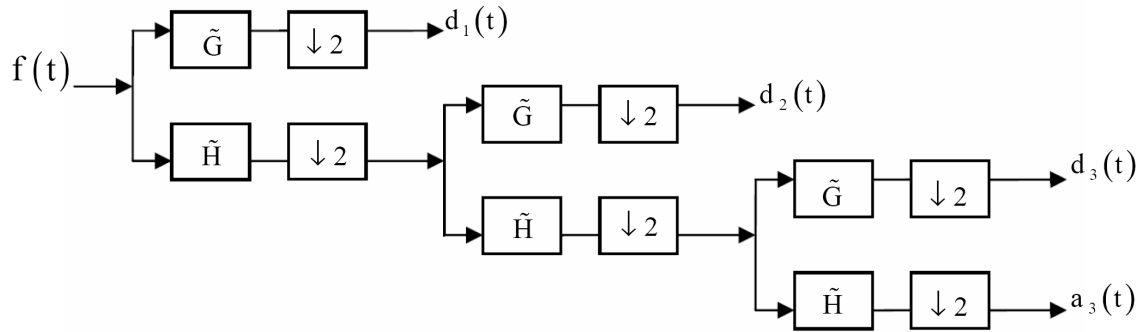 G̃ ↓2 d₁(t)
f(t)
H̃ ↓2 G̃ ↓2 d₂(t)
H̃ ↓2 G̃ ↓2 d₃(t)
H̃ ↓2 a₃(t)